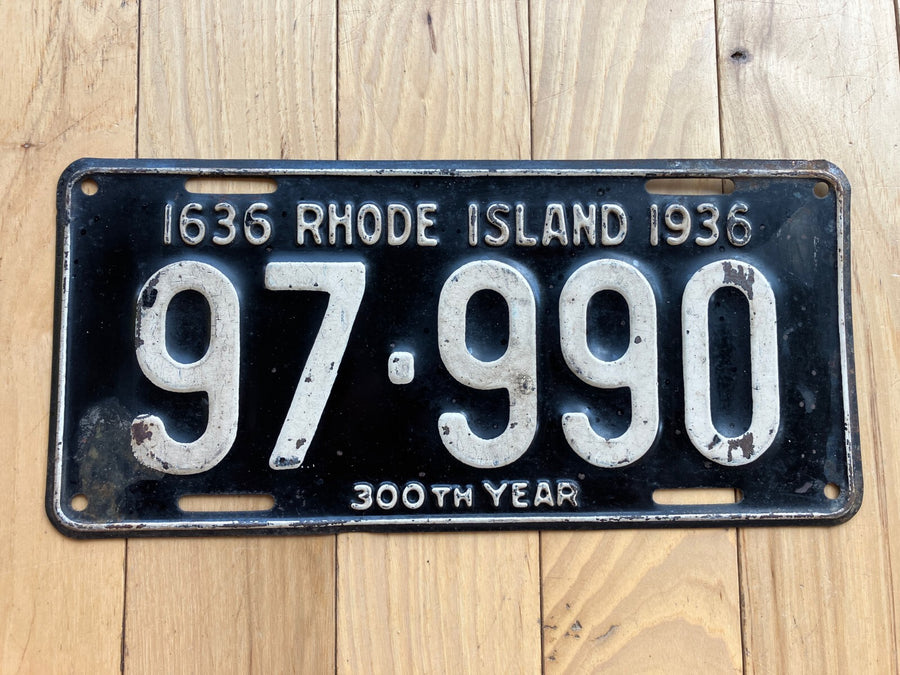 1636 RHODE ISLAND 1936
97·990
300TH YEAR